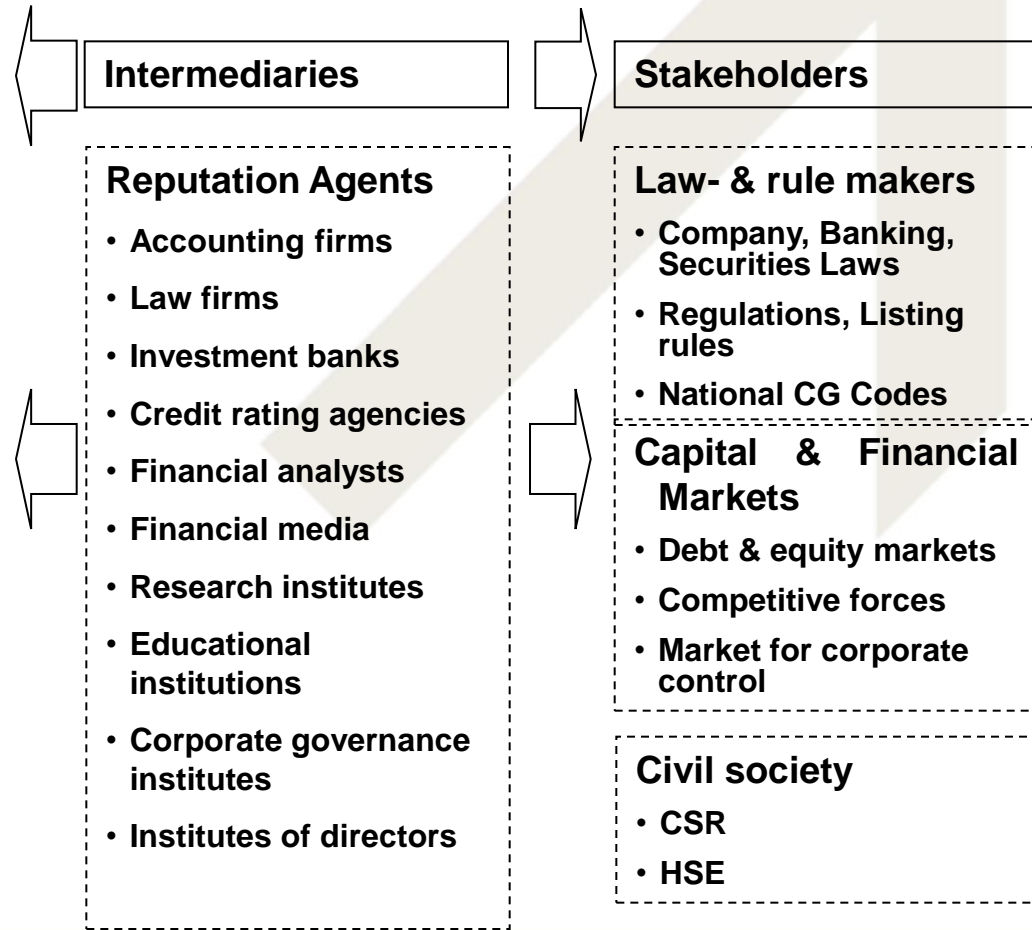 Intermediaries
Reputation Agents
• Accounting firms
• Law firms
• Investment banks
• Credit rating agencies
• Financial analysts
• Financial media
• Research institutes
• Educational
institutions
• Corporate governance
institutes
• Institutes of directors
Stakeholders
Law- & rule makers
• Company, Banking,
Securities Laws
• Regulations, Listing
rules
• National CG Codes
Capital & Financial
Markets
• Debt & equity markets
• Competitive forces
• Market for corporate
control
Civil society
• CSR
• HSE